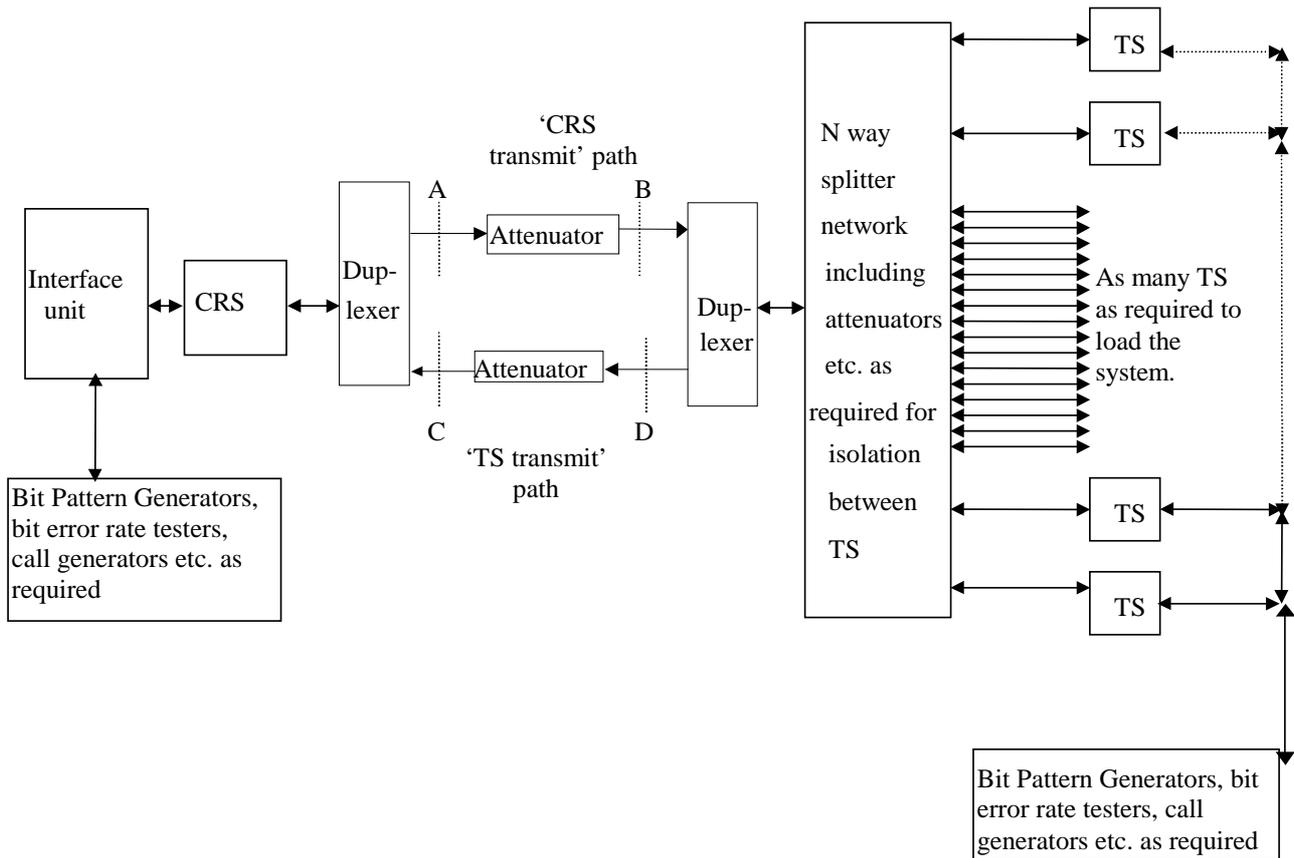 TS
TS
‘CRS
transmit’ path
A
B
Attenuator
Interface
unit
CRS
Dup-
lexer
Attenuator
C
D
‘TS transmit’
path
Dup-
lexer
N way
splitter
network
including
attenuators
etc. as
required for
isolation
between
TS
As many TS
as required to
load the
system.
TS
TS
Bit Pattern Generators,
bit error rate testers,
call generators etc. as
required
Bit Pattern Generators, bit
error rate testers, call
generators etc. as required